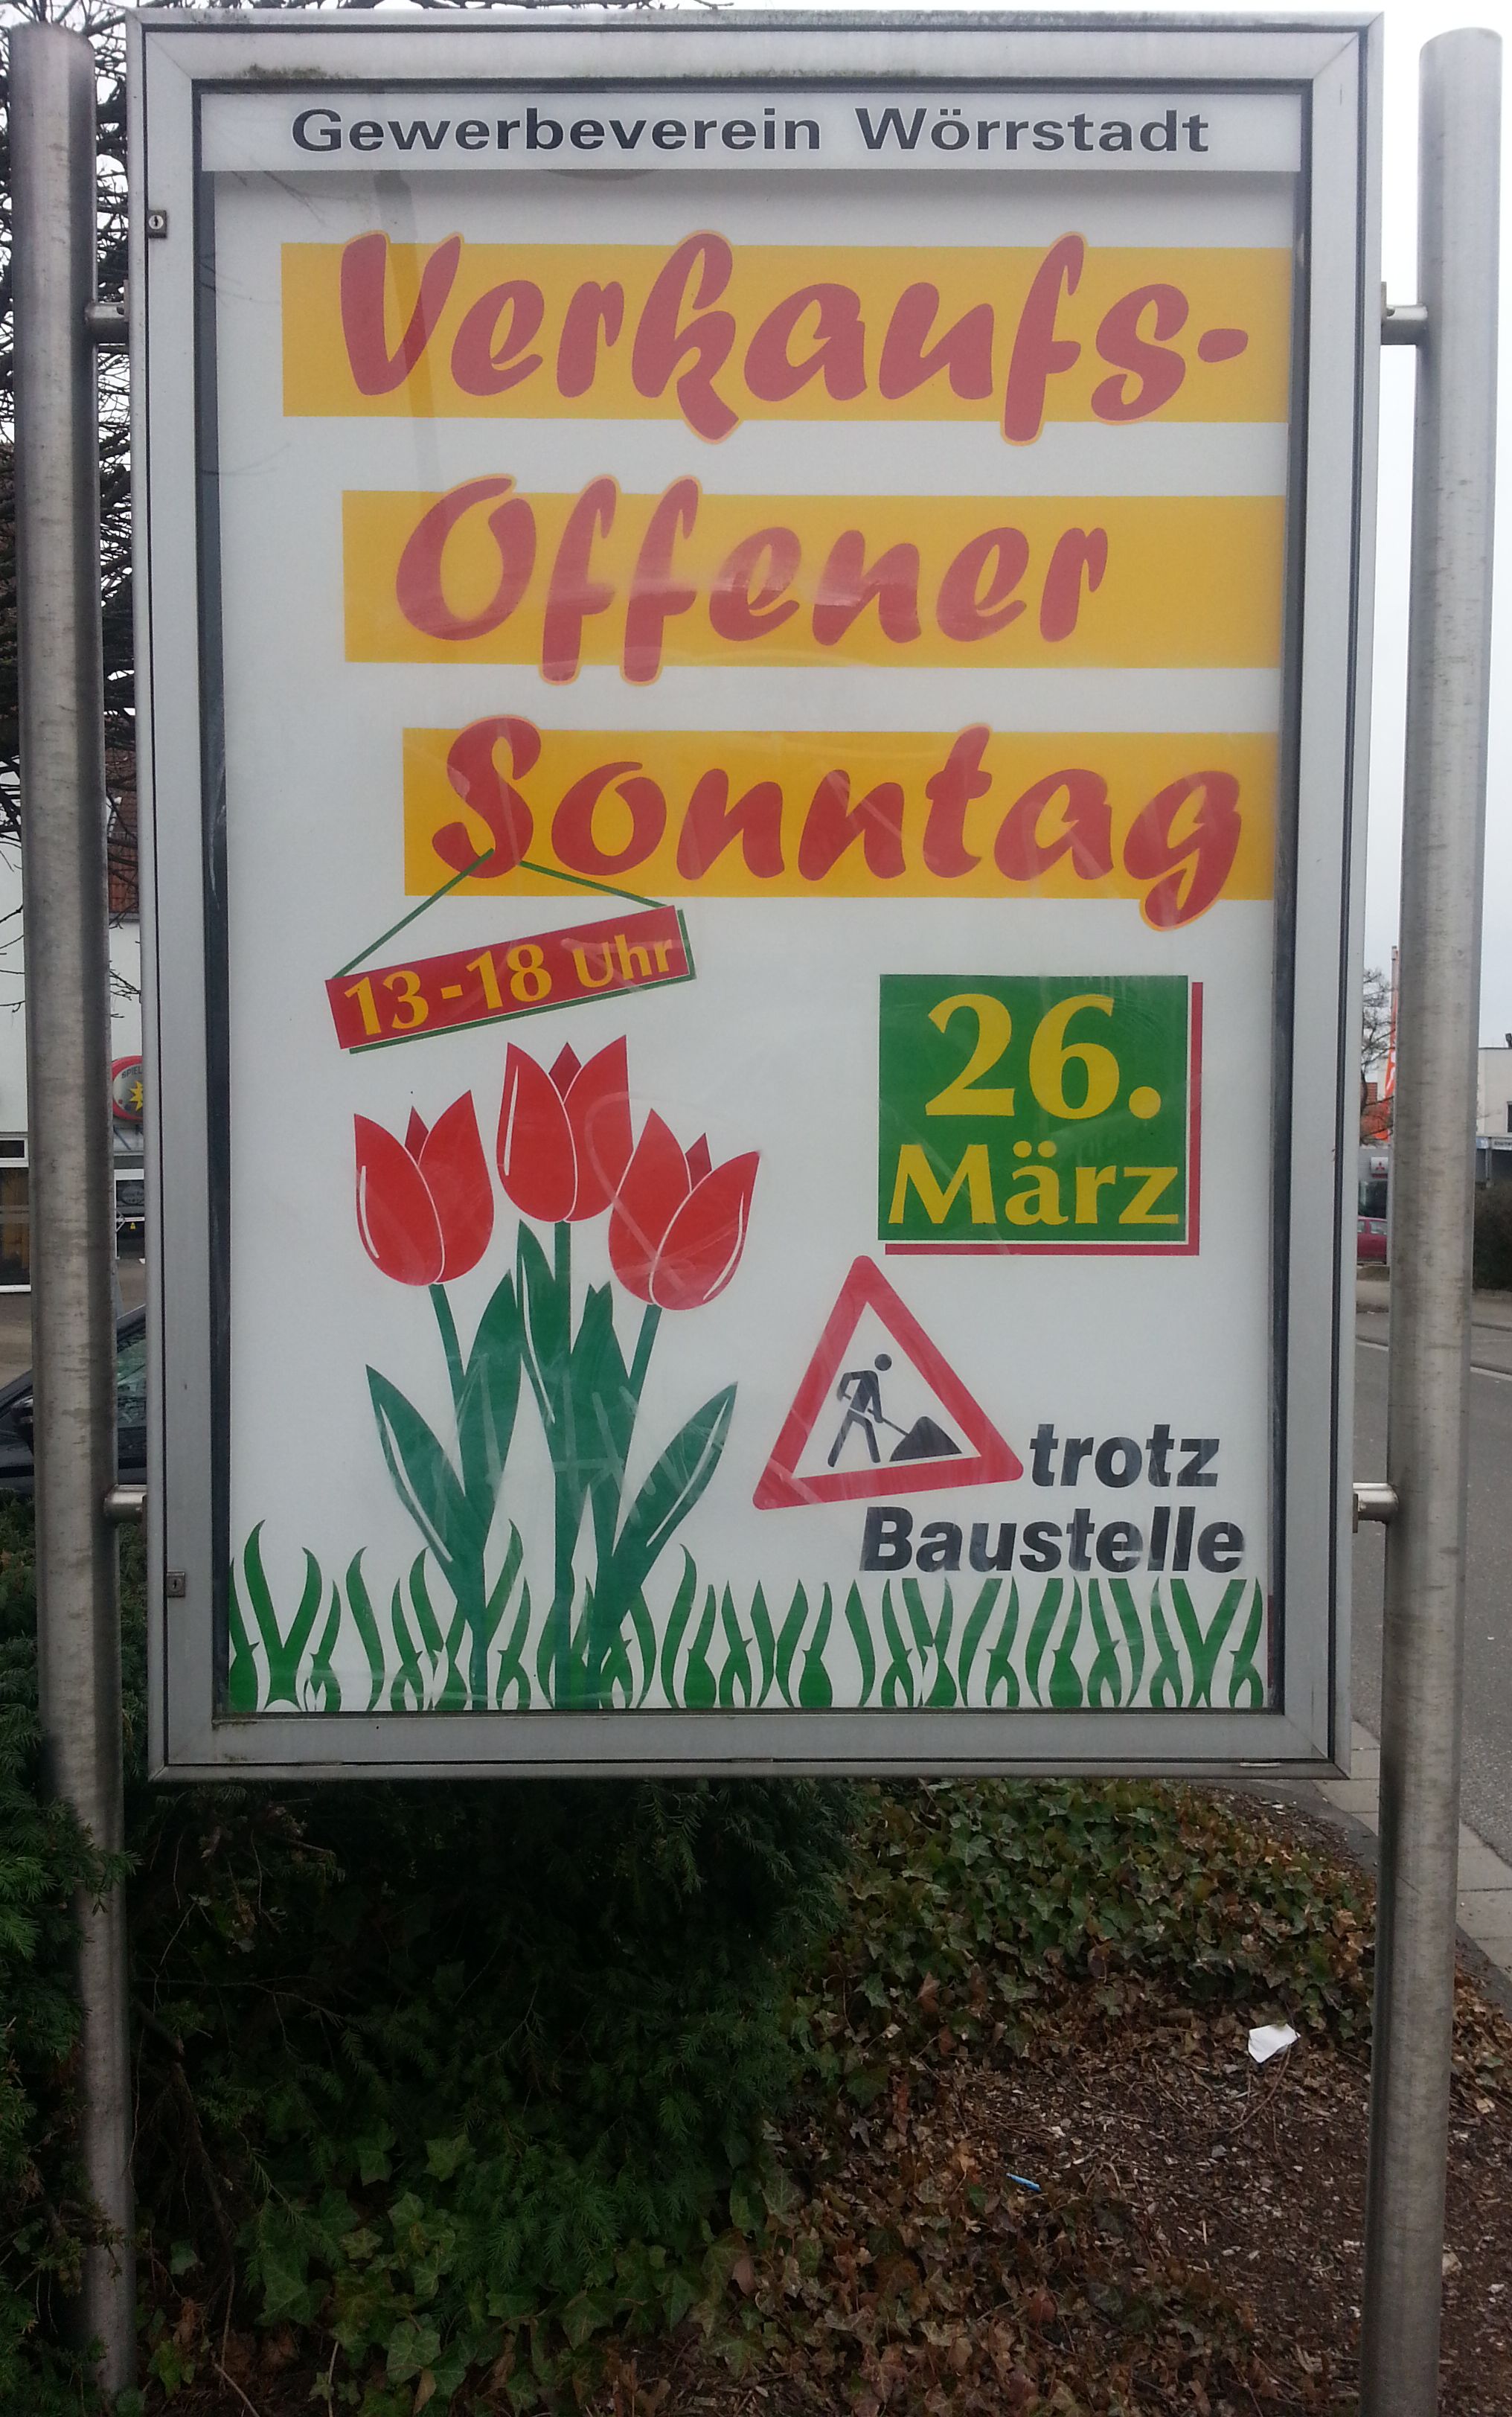 Gewerbeverein Wörrstadt
Verkaufs-
Offener
Sonntag
13-18 Uhr
26.
März
trotz
Baustelle